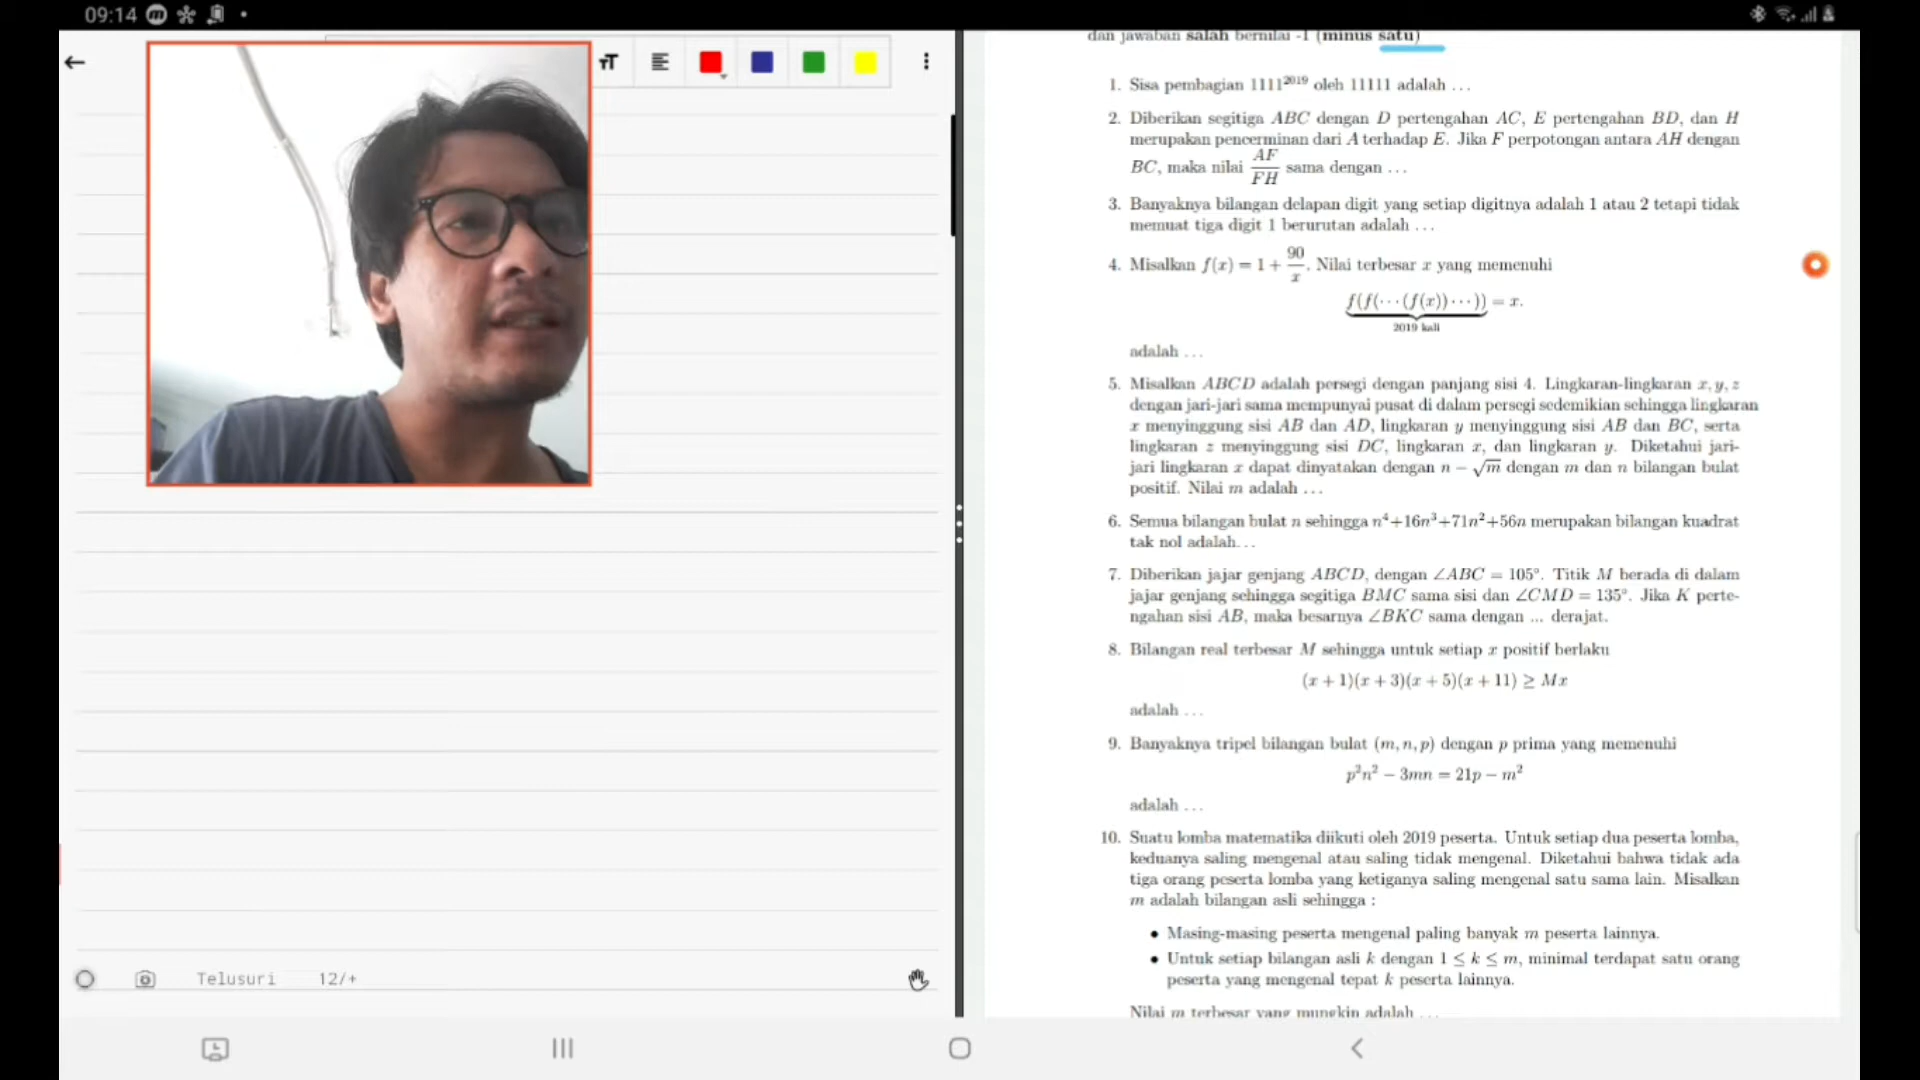 09:14
dan jawaban salah bernilai -1 (minus satu)
1. Sisa pembagian 1111²⁰¹⁹ oleh 11111 adalah ...
2. Diberikan segitiga ABC dengan D pertengahan AC, E pertengahan BD, dan H
merupakan pencerminan dari A terhadap E. Jika F perpotongan antara AH dengan
BC, maka nilai AF/FH sama dengan ...
3. Banyaknya bilangan delapan digit yang setiap digitnya adalah 1 atau 2 tetapi tidak
memuat tiga digit 1 berurutan adalah ...
4. Misalkan f(x) = 1 + 90/x. Nilai terbesar x yang memenuhi
f(f(···(f(x))···)) = x.
2019 kali
adalah ...
5. Misalkan ABCD adalah persegi dengan panjang sisi 4. Lingkaran-lingkaran x, y, z
dengan jari-jari sama mempunyai pusat di dalam persegi sedemikian sehingga lingkaran
x menyinggung sisi AB dan AD, lingkaran y menyinggung sisi AB dan BC, serta
lingkaran z menyinggung sisi DC, lingkaran x, dan lingkaran y. Diketahui jari-
jari lingkaran x dapat dinyatakan dengan n − √m dengan m dan n bilangan bulat
positif. Nilai m adalah ...
6. Semua bilangan bulat n sehingga n⁴+16n³+71n²+56n merupakan bilangan kuadrat
tak nol adalah...
7. Diberikan jajar genjang ABCD, dengan ∠ABC = 105°. Titik M berada di dalam
jajar genjang sehingga segitiga BMC sama sisi dan ∠CMD = 135°. Jika K perte-
ngahan sisi AB, maka besarnya ∠BKC sama dengan ... derajat.
8. Bilangan real terbesar M sehingga untuk setiap x positif berlaku
(x + 1)(x + 3)(x + 5)(x + 11) ≥ Mx
adalah ...
9. Banyaknya tripel bilangan bulat (m, n, p) dengan p prima yang memenuhi
p²n² − 3mn = 21p − m²
adalah ...
10. Suatu lomba matematika diikuti oleh 2019 peserta. Untuk setiap dua peserta lomba,
keduanya saling mengenal atau saling tidak mengenal. Diketahui bahwa tidak ada
tiga orang peserta lomba yang ketiganya saling mengenal satu sama lain. Misalkan
m adalah bilangan asli sehingga :
• Masing-masing peserta mengenal paling banyak m peserta lainnya.
• Untuk setiap bilangan asli k dengan 1 ≤ k ≤ m, minimal terdapat satu orang
peserta yang mengenal tepat k peserta lainnya.
Nilai m terbesar yang mungkin adalah ...
Telusuri 12/+